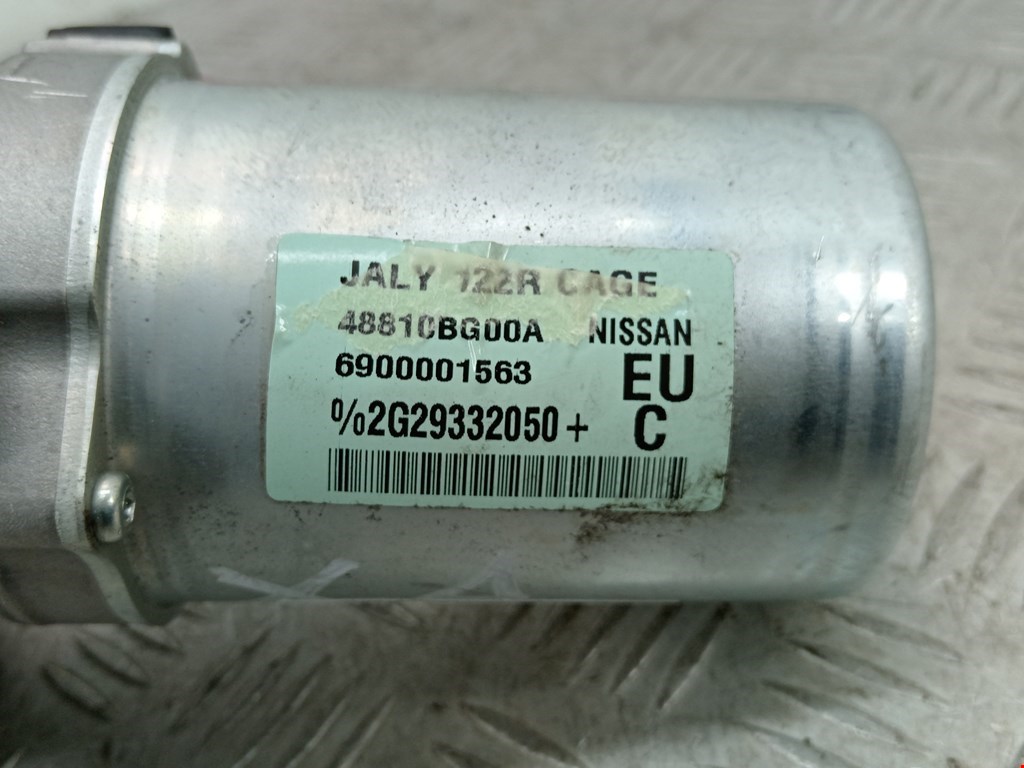 JALY 122R CAGE
48810BG00A NISSAN
6900001563 EU
%2G29332050+ C